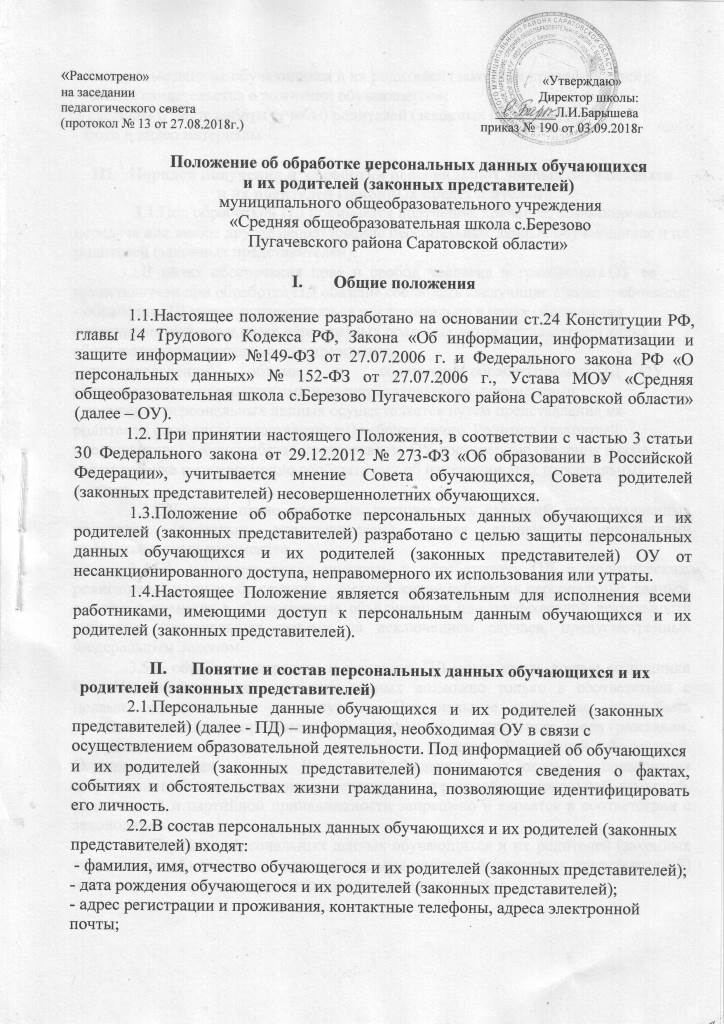 «Рассмотрено»
на заседании
педагогического совета
(протокол № 13 от 27.08.2018г.)
«Утверждаю»
Директор школы:
Л.И.Барышева
приказ № 190 от 03.09.2018г
Положение об обработке персональных данных обучающихся
и их родителей (законных представителей)
муниципального общеобразовательного учреждения
«Средняя общеобразовательная школа с.Березово
Пугачевского района Саратовской области»
I. Общие положения
1.1.Настоящее положение разработано на основании ст.24 Конституции РФ,
главы 14 Трудового Кодекса РФ, Закона «Об информации, информатизации и
защите информации» №149-ФЗ от 27.07.2006 г. и Федерального закона РФ «О
персональных данных» № 152-ФЗ от 27.07.2006 г., Устава МОУ «Средняя
общеобразовательная школа с.Березово Пугачевского района Саратовской области»
(далее – ОУ).
1.2. При принятии настоящего Положения, в соответствии с частью 3 статьи
30 Федерального закона от 29.12.2012 № 273-ФЗ «Об образовании в Российской
Федерации», учитывается мнение Совета обучающихся, Совета родителей
(законных представителей) несовершеннолетних обучающихся.
1.3.Положение об обработке персональных данных обучающихся и их
родителей (законных представителей) разработано с целью защиты персональных
данных обучающихся и их родителей (законных представителей) ОУ от
несанкционированного доступа, неправомерного их использования или утраты.
1.4.Настоящее Положение является обязательным для исполнения всеми
работниками, имеющими доступ к персональным данным обучающихся и их
родителей (законных представителей).
II. Понятие и состав персональных данных обучающихся и их
родителей (законных представителей)
2.1.Персональные данные обучающихся и их родителей (законных
представителей) (далее - ПД) – информация, необходимая ОУ в связи с
осуществлением образовательной деятельности. Под информацией об обучающихся
и их родителей (законных представителей) понимаются сведения о фактах,
событиях и обстоятельствах жизни гражданина, позволяющие идентифицировать
его личность.
2.2.В состав персональных данных обучающихся и их родителей (законных
представителей) входят:
- фамилия, имя, отчество обучающегося и их родителей (законных представителей);
- дата рождения обучающегося и их родителей (законных представителей);
- адрес регистрации и проживания, контактные телефоны, адреса электронной
почты;